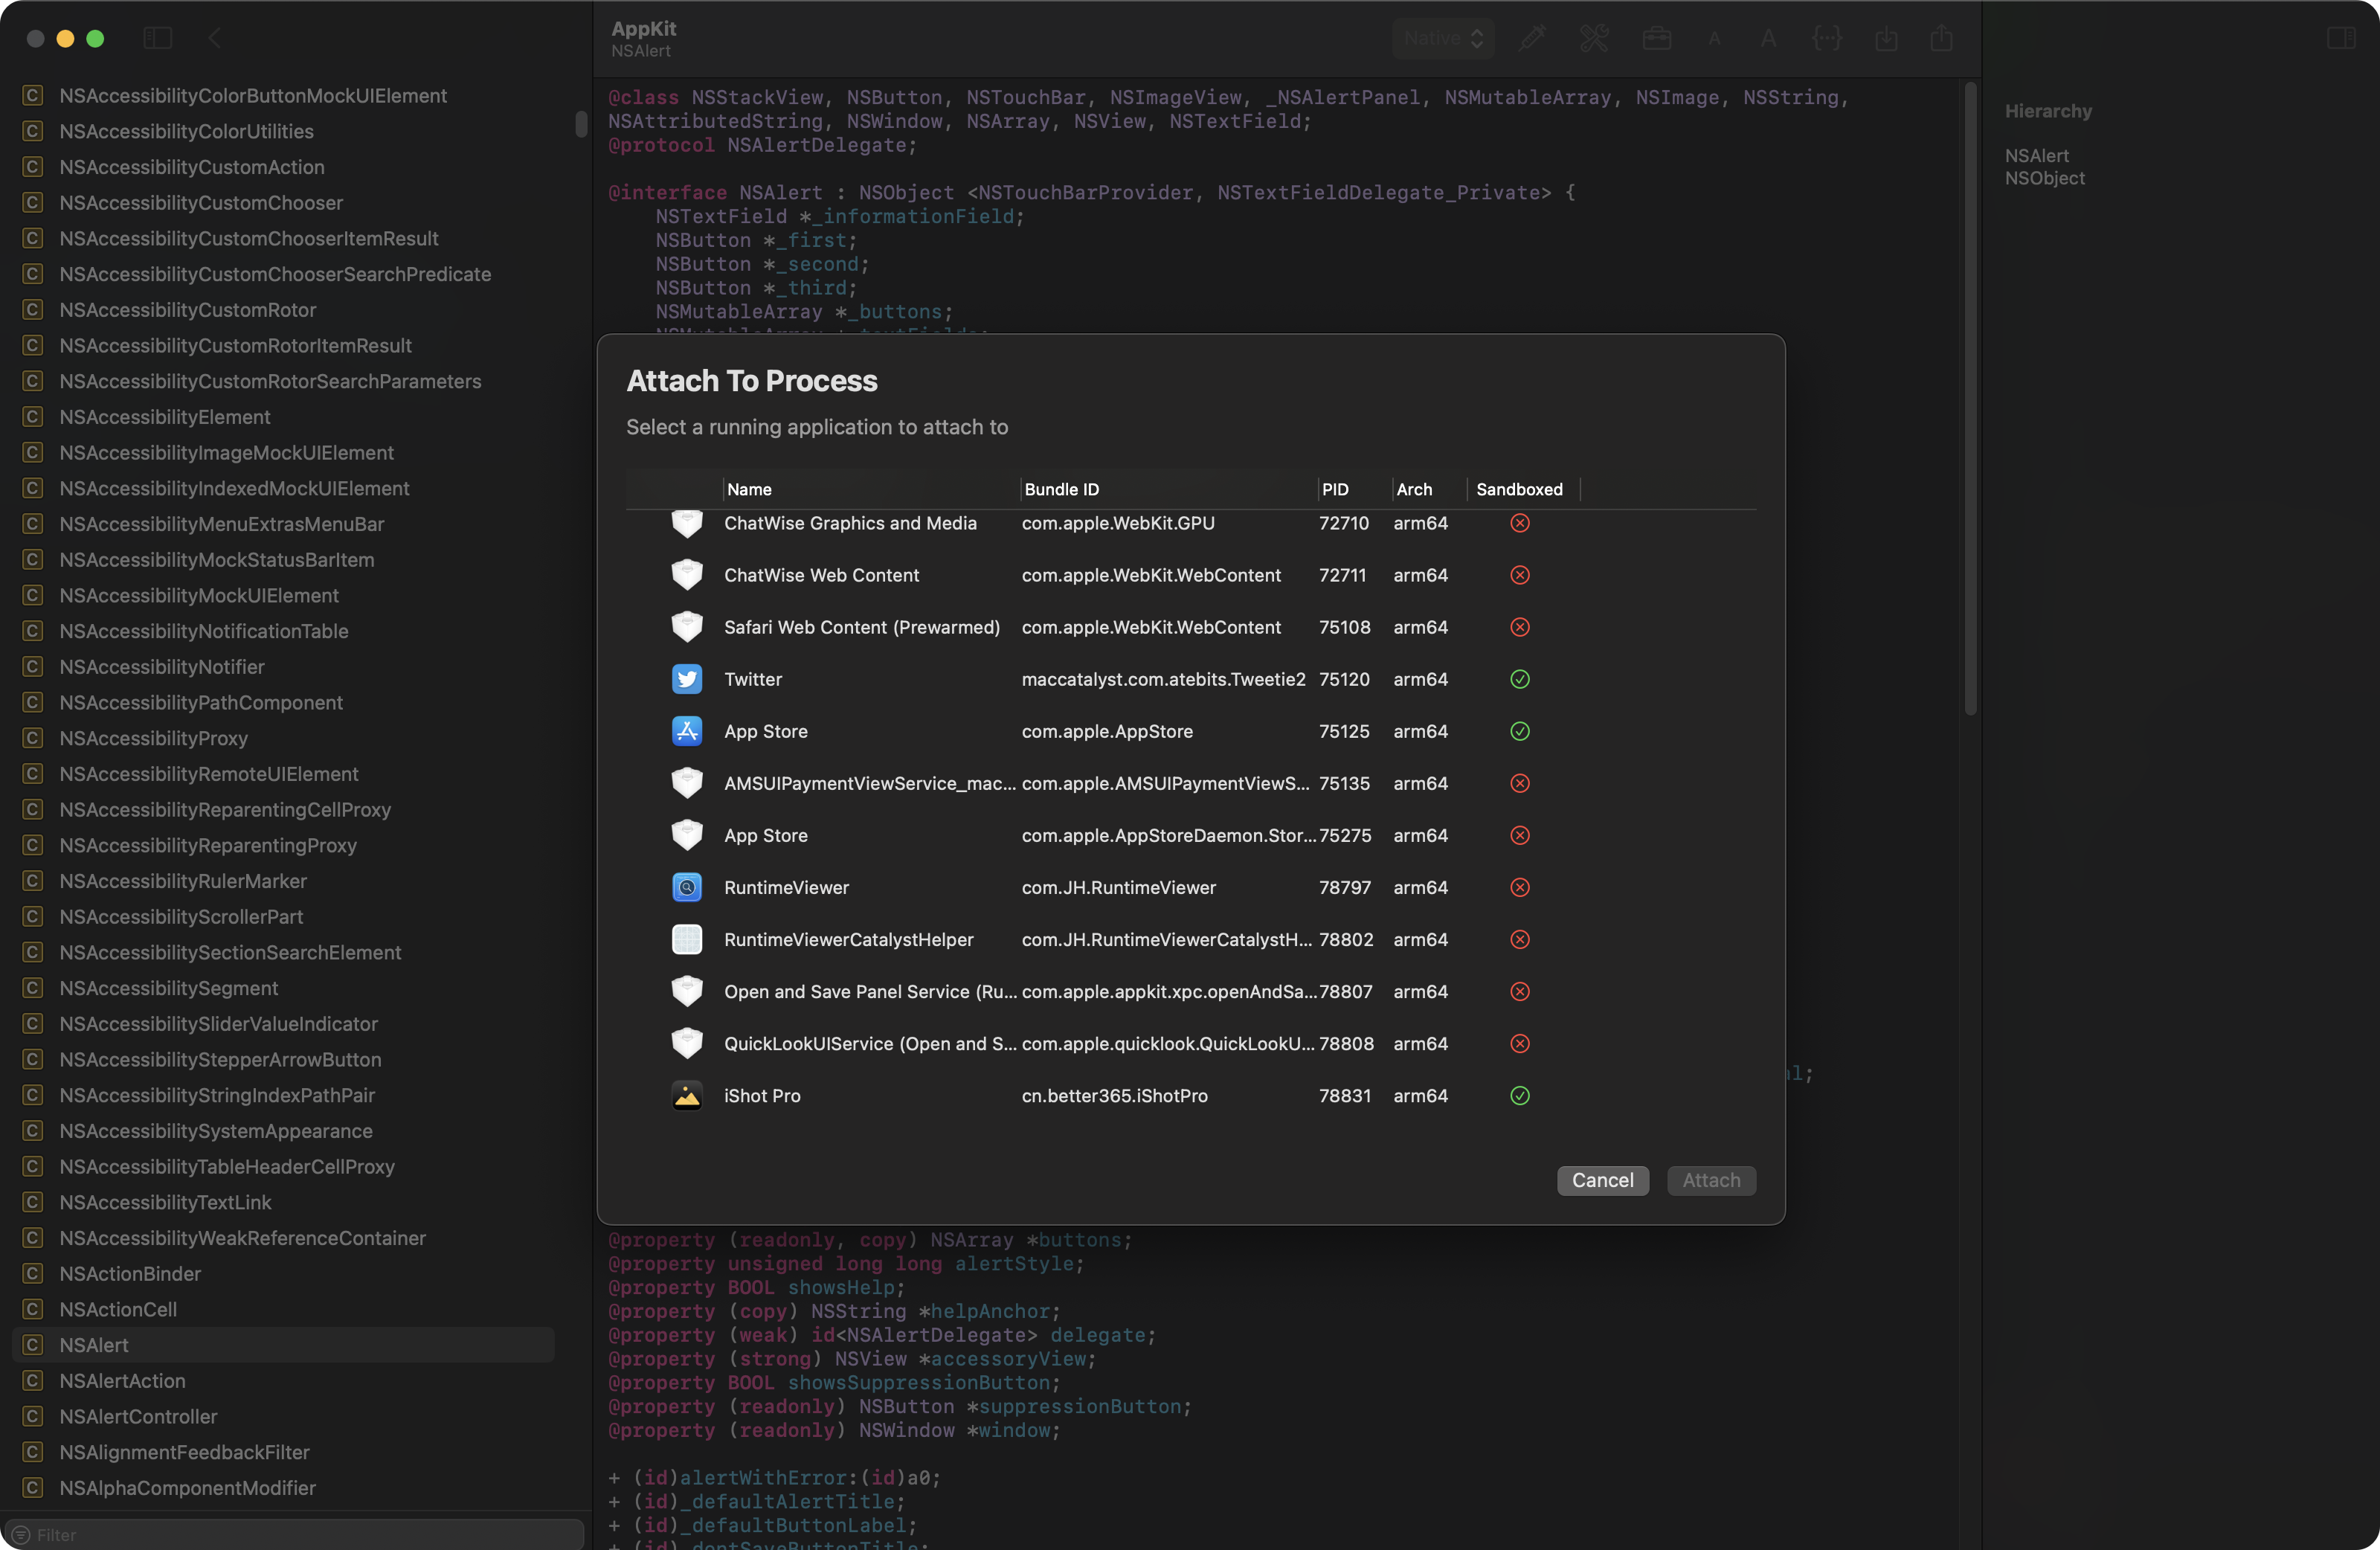 AppKit
NSAlert
Native
NSAccessibilityColorButtonMockUIElement
NSAccessibilityColorUtilities
NSAccessibilityCustomAction
NSAccessibilityCustomChooser
NSAccessibilityCustomChooserItemResult
NSAccessibilityCustomChooserSearchPredicate
NSAccessibilityCustomRotor
NSAccessibilityCustomRotorItemResult
NSAccessibilityCustomRotorSearchParameters
NSAccessibilityElement
NSAccessibilityImageMockUIElement
NSAccessibilityIndexedMockUIElement
NSAccessibilityMenuExtrasMenuBar
NSAccessibilityMockStatusBarItem
NSAccessibilityMockUIElement
NSAccessibilityNotificationTable
NSAccessibilityNotifier
NSAccessibilityPathComponent
NSAccessibilityProxy
NSAccessibilityRemoteUIElement
NSAccessibilityReparentingCellProxy
NSAccessibilityReparentingProxy
NSAccessibilityRulerMarker
NSAccessibilityScrollerPart
NSAccessibilitySectionSearchElement
NSAccessibilitySegment
NSAccessibilitySliderValueIndicator
NSAccessibilityStepperArrowButton
NSAccessibilityStringIndexPathPair
NSAccessibilitySystemAppearance
NSAccessibilityTableHeaderCellProxy
NSAccessibilityTextLink
NSAccessibilityWeakReferenceContainer
NSActionBinder
NSActionCell
NSAlert
NSAlertAction
NSAlertController
NSAlignmentFeedbackFilter
NSAlphaComponentModifier
Filter
@class NSStackView, NSButton, NSTouchBar, NSImageView, _NSAlertPanel, NSMutableArray, NSImage, NSString,
NSAttributedString, NSWindow, NSArray, NSView, NSTextField;
@protocol NSAlertDelegate;
@interface NSAlert : NSObject <NSTouchBarProvider, NSTextFieldDelegate_Private> {
NSTextField *_informationField;
NSButton *_first;
NSButton *_second;
NSButton *_third;
NSMutableArray *_buttons;
Attach To Process
Select a running application to attach to
Name Bundle ID PID Arch Sandboxed
ChatWise Graphics and Media com.apple.WebKit.GPU 72710 arm64
ChatWise Web Content com.apple.WebKit.WebContent 72711 arm64
Safari Web Content (Prewarmed) com.apple.WebKit.WebContent 75108 arm64
Twitter maccatalyst.com.atebits.Tweetie2 75120 arm64
App Store com.apple.AppStore 75125 arm64
AMSUIPaymentViewService_mac... com.apple.AMSUIPaymentViewS... 75135 arm64
App Store com.apple.AppStoreDaemon.Stor... 75275 arm64
RuntimeViewer com.JH.RuntimeViewer 78797 arm64
RuntimeViewerCatalystHelper com.JH.RuntimeViewerCatalystH... 78802 arm64
Open and Save Panel Service (Ru... com.apple.appkit.xpc.openAndSa... 78807 arm64
QuickLookUIService (Open and S... com.apple.quicklook.QuickLookU... 78808 arm64
iShot Pro cn.better365.iShotPro 78831 arm64
Cancel Attach
@property (readonly, copy) NSArray *buttons;
@property unsigned long long alertStyle;
@property BOOL showsHelp;
@property (copy) NSString *helpAnchor;
@property (weak) id<NSAlertDelegate> delegate;
@property (strong) NSView *accessoryView;
@property BOOL showsSuppressionButton;
@property (readonly) NSButton *suppressionButton;
@property (readonly) NSWindow *window;
+ (id)alertWithError:(id)a0;
+ (id)_defaultAlertTitle;
+ (id)_defaultButtonLabel;
Hierarchy
NSAlert
NSObject